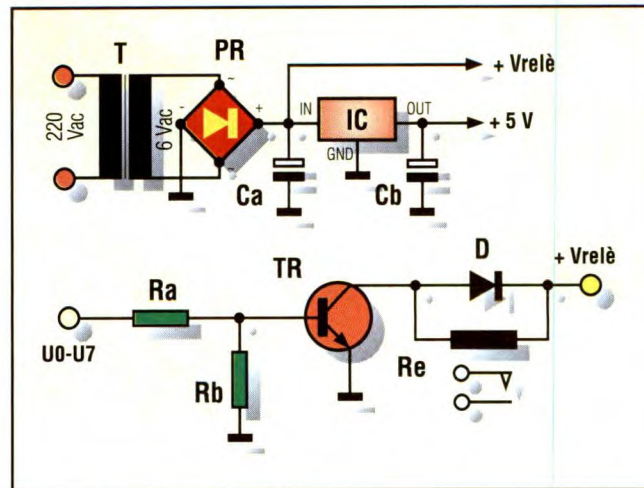 T
PR
+ Vrelè
220 Vac
6 Vac
~
-
+
~
IN
IC
OUT
+ 5 V
GND
Ca
Cb
TR
D
+ Vrelè
Ra
U0-U7
Rb
Re